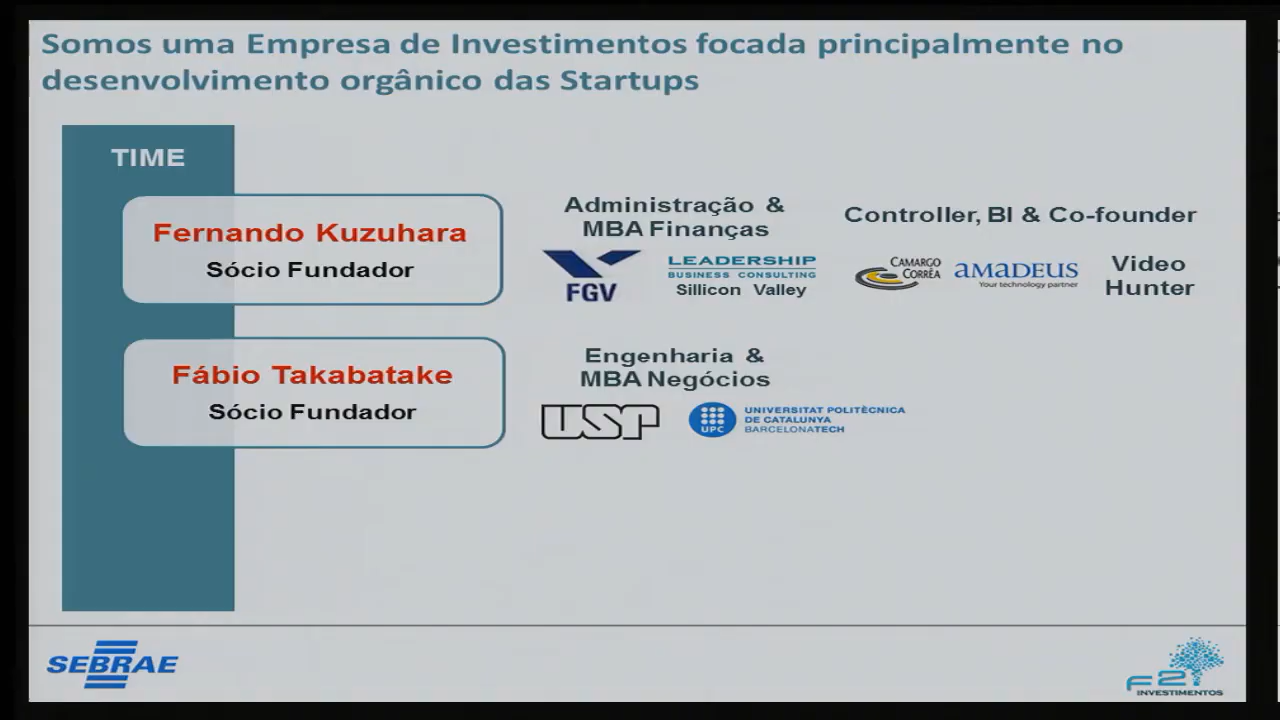 Somos uma Empresa de Investimentos focada principalmente no
desenvolvimento orgânico das Startups
TIME
Fernando Kuzuhara
Sócio Fundador
Administração &
MBA Finanças
FGV
LEADERSHIP
BUSINESS CONSULTING
Sillicon Valley
Controller, BI & Co-founder
CAMARGO
CORRÊA
amadeus
Your technology partner
Video
Hunter
Fábio Takabatake
Sócio Fundador
Engenharia &
MBA Negócios
USP
UPC
UNIVERSITAT POLITÈCNICA
DE CATALUNYA
BARCELONATECH
SEBRAE
F2
INVESTIMENTOS